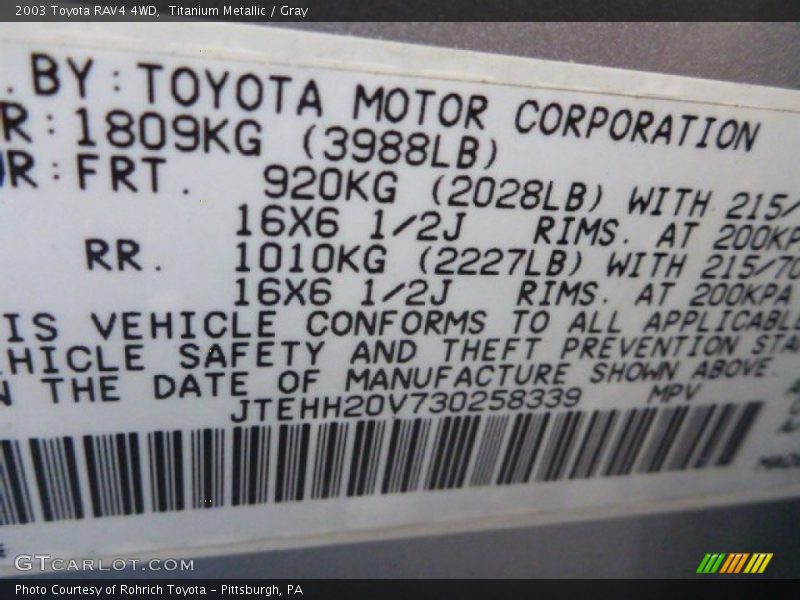 2003 Toyota RAV4 4WD, Titanium Metallic / Gray
. BY : TOYOTA MOTOR CORPORATION
R : 1809KG (3988LB)
R : FRT. 920KG (2028LB) WITH 215/
16X6 1/2J RIMS. AT 200KP
RR. 1010KG (2227LB) WITH 215/70
16X6 1/2J RIMS. AT 200KPA
IS VEHICLE CONFORMS TO ALL APPLICABL
HICLE SAFETY AND THEFT PREVENTION STA
N THE DATE OF MANUFACTURE SHOWN ABOVE.
JTEHH20V730258339 MPV
GTCARLOT.COM
Photo Courtesy of Rohrich Toyota - Pittsburgh, PA